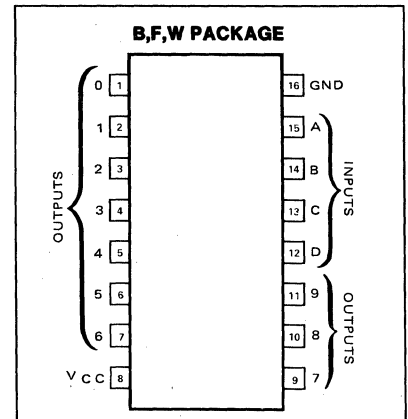 B,F,W PACKAGE
0 1 16 GND
1 2 15 A
2 3 14 B
3 4 13 C
4 5 12 D
5 6 11 9
6 7 10 8
VCC 8 9 7
OUTPUTS
INPUTS
OUTPUTS